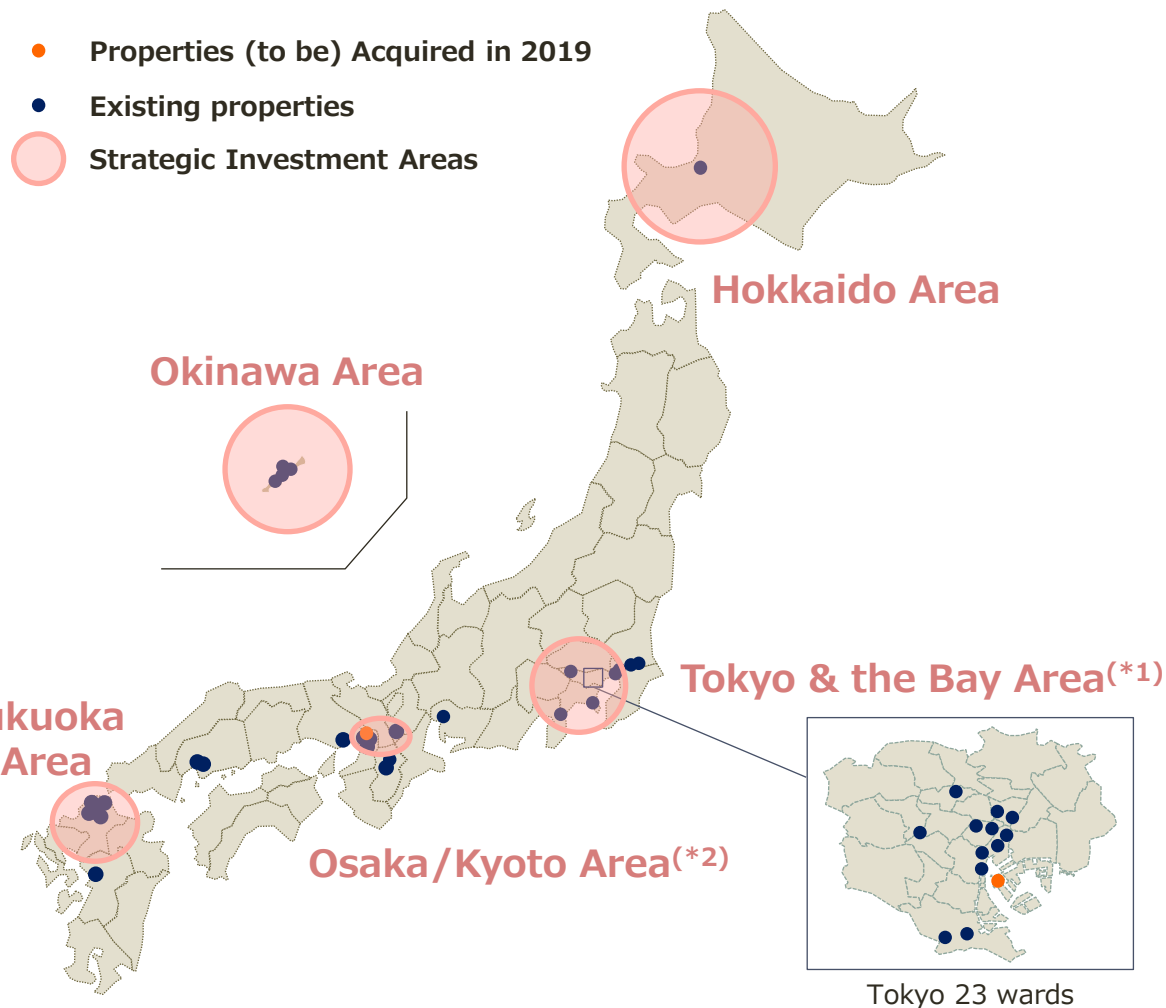 Properties (to be) Acquired in 2019
Existing properties
Strategic Investment Areas
Hokkaido Area
Okinawa Area
Tokyo & the Bay Area(*1)
ukuoka
Area
Osaka/Kyoto Area(*2)
Tokyo 23 wards